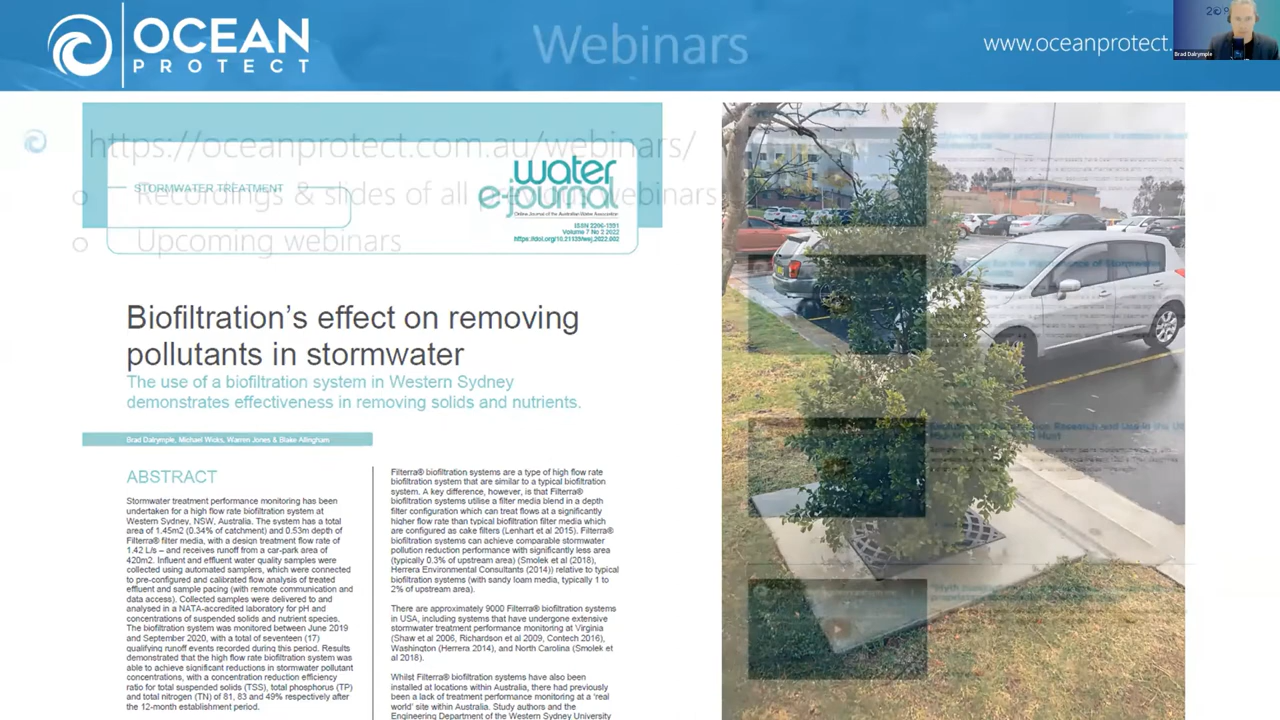 OCEAN
PROTECT
Webinars
www.oceanprotect.
Brad Dalrymple
https://oceanprotect.com.au/webinars/
Recordings & slides of all webinars
Upcoming webinars
STORMWATER TREATMENT
water
e-journal
Online Journal of the Australian Water Association
ISSN 2206-1991
Volume 7 No 2 2022
https://doi.org/10.21139/wej.2022.002
Biofiltration's effect on removing
pollutants in stormwater
The use of a biofiltration system in Western Sydney
demonstrates effectiveness in removing solids and nutrients.
Brad Dalrymple, Michael Wicks, Warren Jones & Blake Allingham
ABSTRACT
Stormwater treatment performance monitoring has been
undertaken for a high flow rate biofiltration system at
Western Sydney, NSW, Australia. The system has a total
area of 1.45m2 (0.34% of catchment) and 0.53m depth of
Filterra® filter media, with a design treatment flow rate of
1.42 L/s – and receives runoff from a car-park area of
420m2. Influent and effluent water quality samples were
collected using automated samplers, which were connected
to pre-configured and calibrated flow analysis of treated
effluent and sample pacing (with remote communication and
data access). Collected samples were delivered to and
analysed in a NATA-accredited laboratory for pH and
concentrations of suspended solids and nutrient species.
The biofiltration system was monitored between June 2019
and September 2020, with a total of seventeen (17)
qualifying runoff events recorded during this period. Results
demonstrated that the high flow rate biofiltration system was
able to achieve significant reductions in stormwater pollutant
concentrations, with a concentration reduction efficiency
ratio for total suspended solids (TSS), total phosphorus (TP)
and total nitrogen (TN) of 81, 83 and 49% respectively after
the 12-month establishment period.
Filterra® biofiltration systems are a type of high flow rate
biofiltration system that are similar to a typical biofiltration
system. A key difference, however, is that Filterra®
biofiltration systems utilise a filter media blend in a depth
filter configuration which can treat flows at a significantly
higher flow rate than typical biofiltration filter media which
are configured as cake filters (Lenhart et al 2015). Filterra®
biofiltration systems can achieve comparable stormwater
pollution reduction performance with significantly less area
(typically 0.3% of upstream area) (Smolek et al (2018),
Herrera Environmental Consultants (2014)) relative to typical
biofiltration systems (with sandy loam media, typically 1 to
2% of upstream area).
There are approximately 9000 Filterra® biofiltration systems
in USA, including systems that have undergone extensive
stormwater treatment performance monitoring at Virginia
(Shaw et al 2006, Richardson et al 2009, Contech 2016),
Washington (Herrera 2014), and North Carolina (Smolek et
al 2018).
Whilst Filterra® biofiltration systems have also been
installed at locations within Australia, there had previously
been a lack of treatment performance monitoring at a 'real
world' site within Australia. Study authors and the
Engineering Department of the Western Sydney University